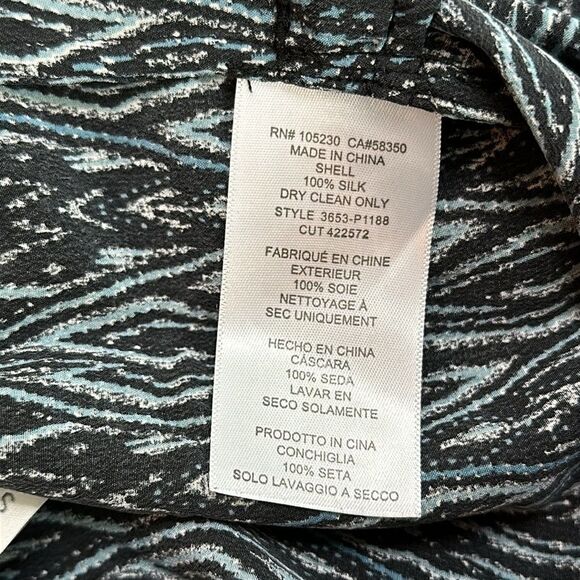 RN# 105230 CA#58350
MADE IN CHINA
SHELL
100% SILK
DRY CLEAN ONLY
STYLE 3653-P1188
CUT 422572
FABRIQUÉ EN CHINE
EXTERIEUR
100% SOIE
NETTOYAGE À
SEC UNIQUEMENT
HECHO EN CHINA
CÁSCARA
100% SEDA
LAVAR EN
SECO SOLAMENTE
PRODOTTO IN CINA
CONCHIGLIA
100% SETA
SOLO LAVAGGIO A SECCO